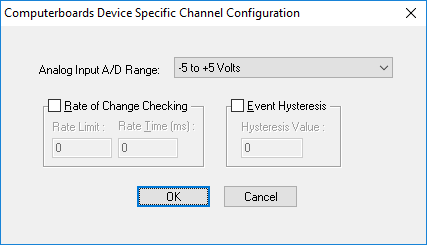 Computerboards Device Specific Channel Configuration
Analog Input A/D Range: -5 to +5 Volts
Rate of Change Checking
Event Hysteresis
Rate Limit : Rate Time (ms) :
Hysteresis Value :
0 0
0
OK Cancel